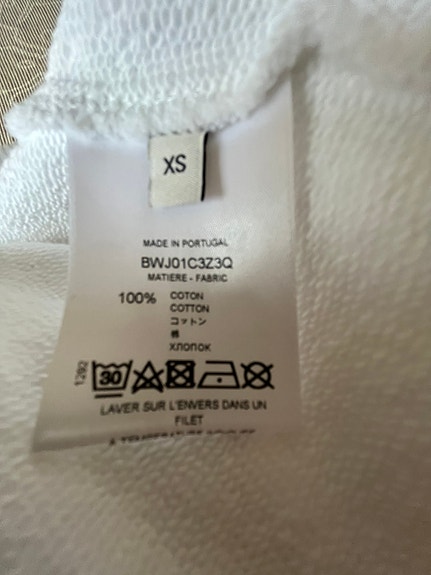 XS
MADE IN PORTUGAL
BWJ01C3Z3Q
MATIERE - FABRIC
100% COTON
COTTON
コットン
棉
хлопок
1292
30
LAVER SUR L'ENVERS DANS UN
FILET
A TEMPERATURE